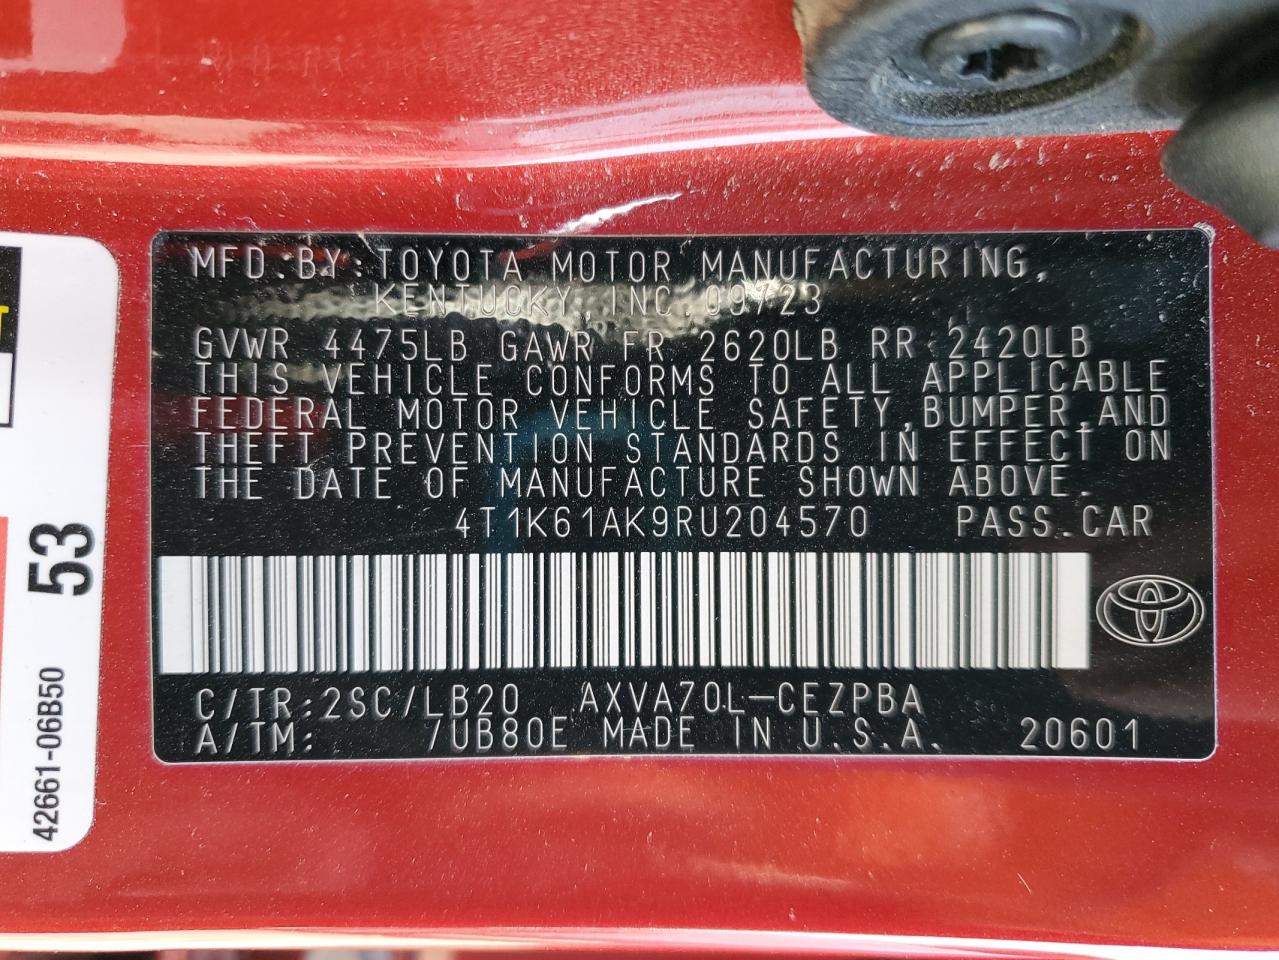 MFD.BY:TOYOTA MOTOR MANUFACTURING,
KENTUCKY,INC.09/23
GVWR 4475LB GAWR FR 2620LB RR 2420LB
THIS VEHICLE CONFORMS TO ALL APPLICABLE
FEDERAL MOTOR VEHICLE SAFETY,BUMPER,AND
THEFT PREVENTION STANDARDS IN EFFECT ON
THE DATE OF MANUFACTURE SHOWN ABOVE.
4T1K61AK9RU204570 PASS.CAR
C/TR:2SC/LB20 AXVA70L-CEZPBA
A/TM: /UB80E MADE IN U.S.A. 20601
53
42661-06B50